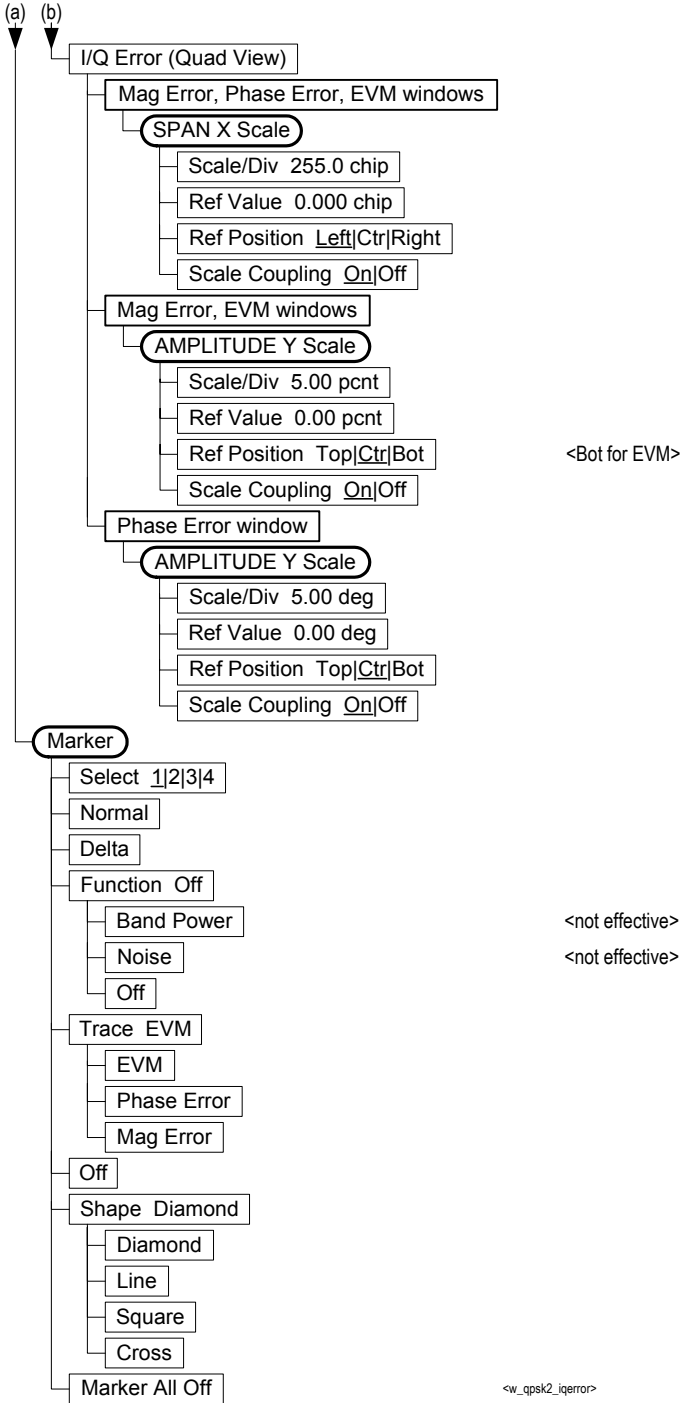 (a) (b)
I/Q Error (Quad View)
Mag Error, Phase Error, EVM windows
SPAN X Scale
Scale/Div 255.0 chip
Ref Value 0.000 chip
Ref Position Left|Ctr|Right
Scale Coupling On|Off
Mag Error, EVM windows
AMPLITUDE Y Scale
Scale/Div 5.00 pcnt
Ref Value 0.00 pcnt
Ref Position Top|Ctr|Bot <Bot for EVM>
Scale Coupling On|Off
Phase Error window
AMPLITUDE Y Scale
Scale/Div 5.00 deg
Ref Value 0.00 deg
Ref Position Top|Ctr|Bot
Scale Coupling On|Off
Marker
Select 1|2|3|4
Normal
Delta
Function Off
Band Power <not effective>
Noise <not effective>
Off
Trace EVM
EVM
Phase Error
Mag Error
Off
Shape Diamond
Diamond
Line
Square
Cross
Marker All Off <w_qpsk2_iqerror>